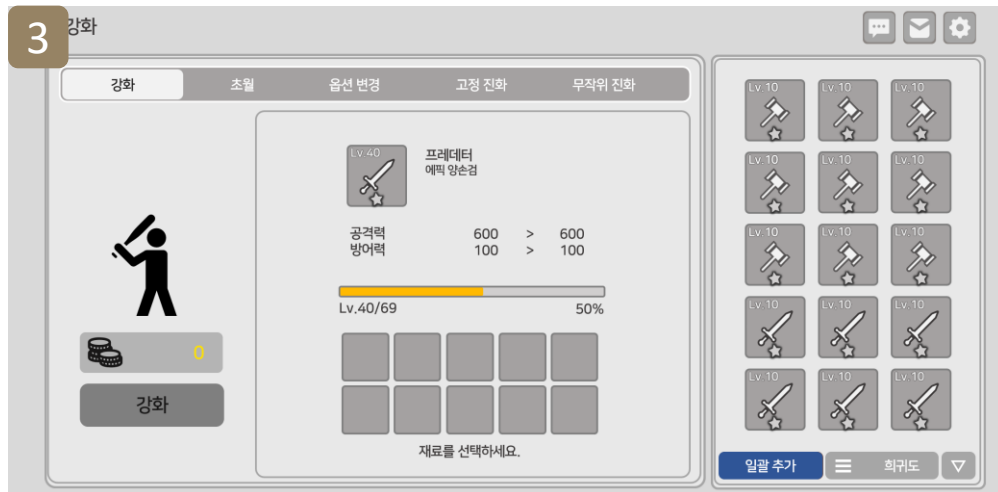 3
강화
강화 초월 옵션 변경 고정 진화 무작위 진화
Lv.40
프레데터
에픽 양손검
공격력 600 > 600
방어력 100 > 100
Lv.40/69 50%
재료를 선택하세요.
0
강화
Lv.10 Lv.10 Lv.10
Lv.10 Lv.10 Lv.10
Lv.10 Lv.10 Lv.10
Lv.10 Lv.10 Lv.10
Lv.10 Lv.10 Lv.10
일괄 추가 희귀도